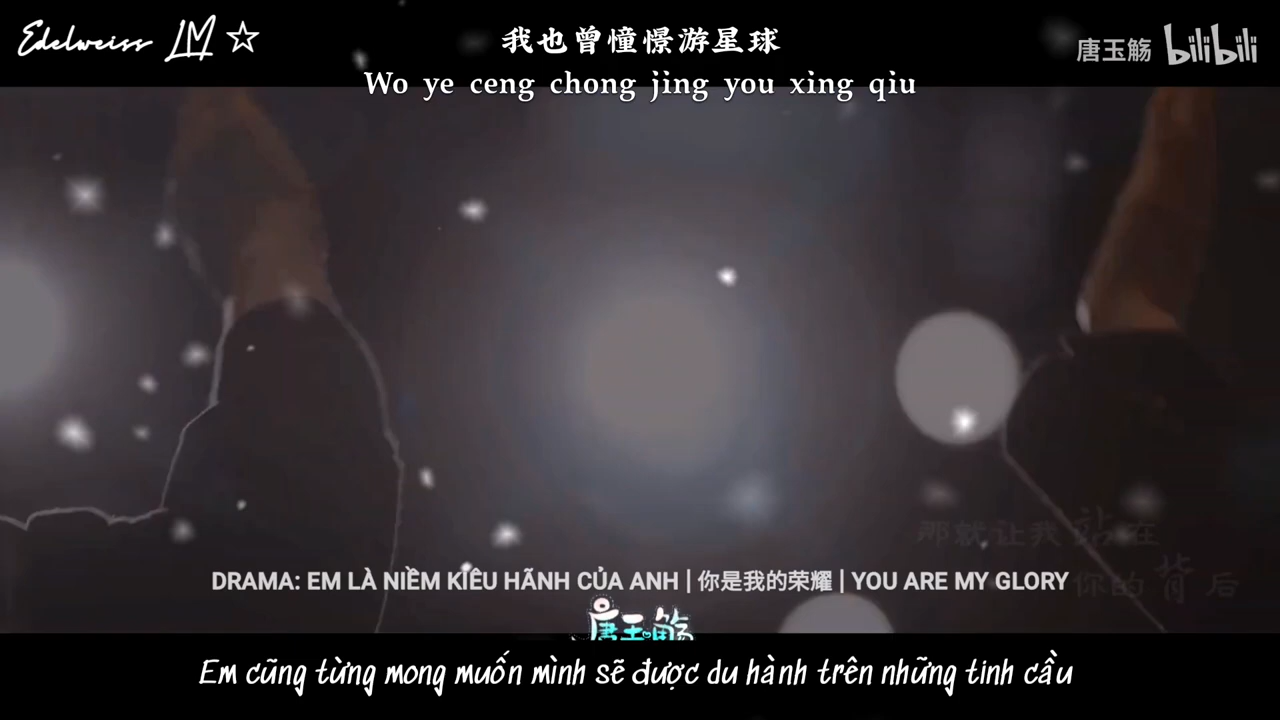 Edelweiss LM ☆
我也曾憧憬游星球
唐玉觞 bilibili
Wo ye ceng chong jing you xing qiu
那就让我站在
你的背后
DRAMA: EM LÀ NIỀM KIÊU HÃNH CỦA ANH | 你是我的荣耀 | YOU ARE MY GLORY
唐玉觞
Em cũng từng mong muốn mình sẽ được du hành trên những tinh cầu